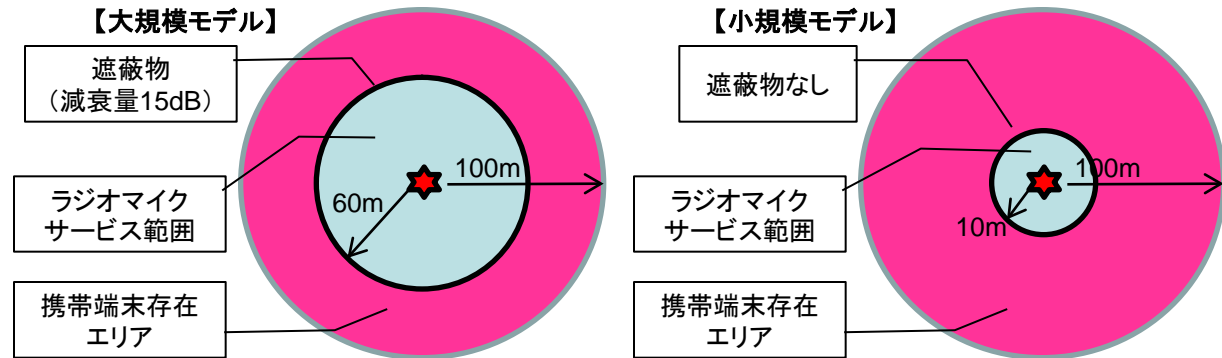 【大規模モデル】
遮蔽物
（減衰量15dB）
ラジオマイク
サービス範囲
携帯端末存在
エリア
100m
60m
【小規模モデル】
遮蔽物なし
ラジオマイク
サービス範囲
携帯端末存在
エリア
100m
10m